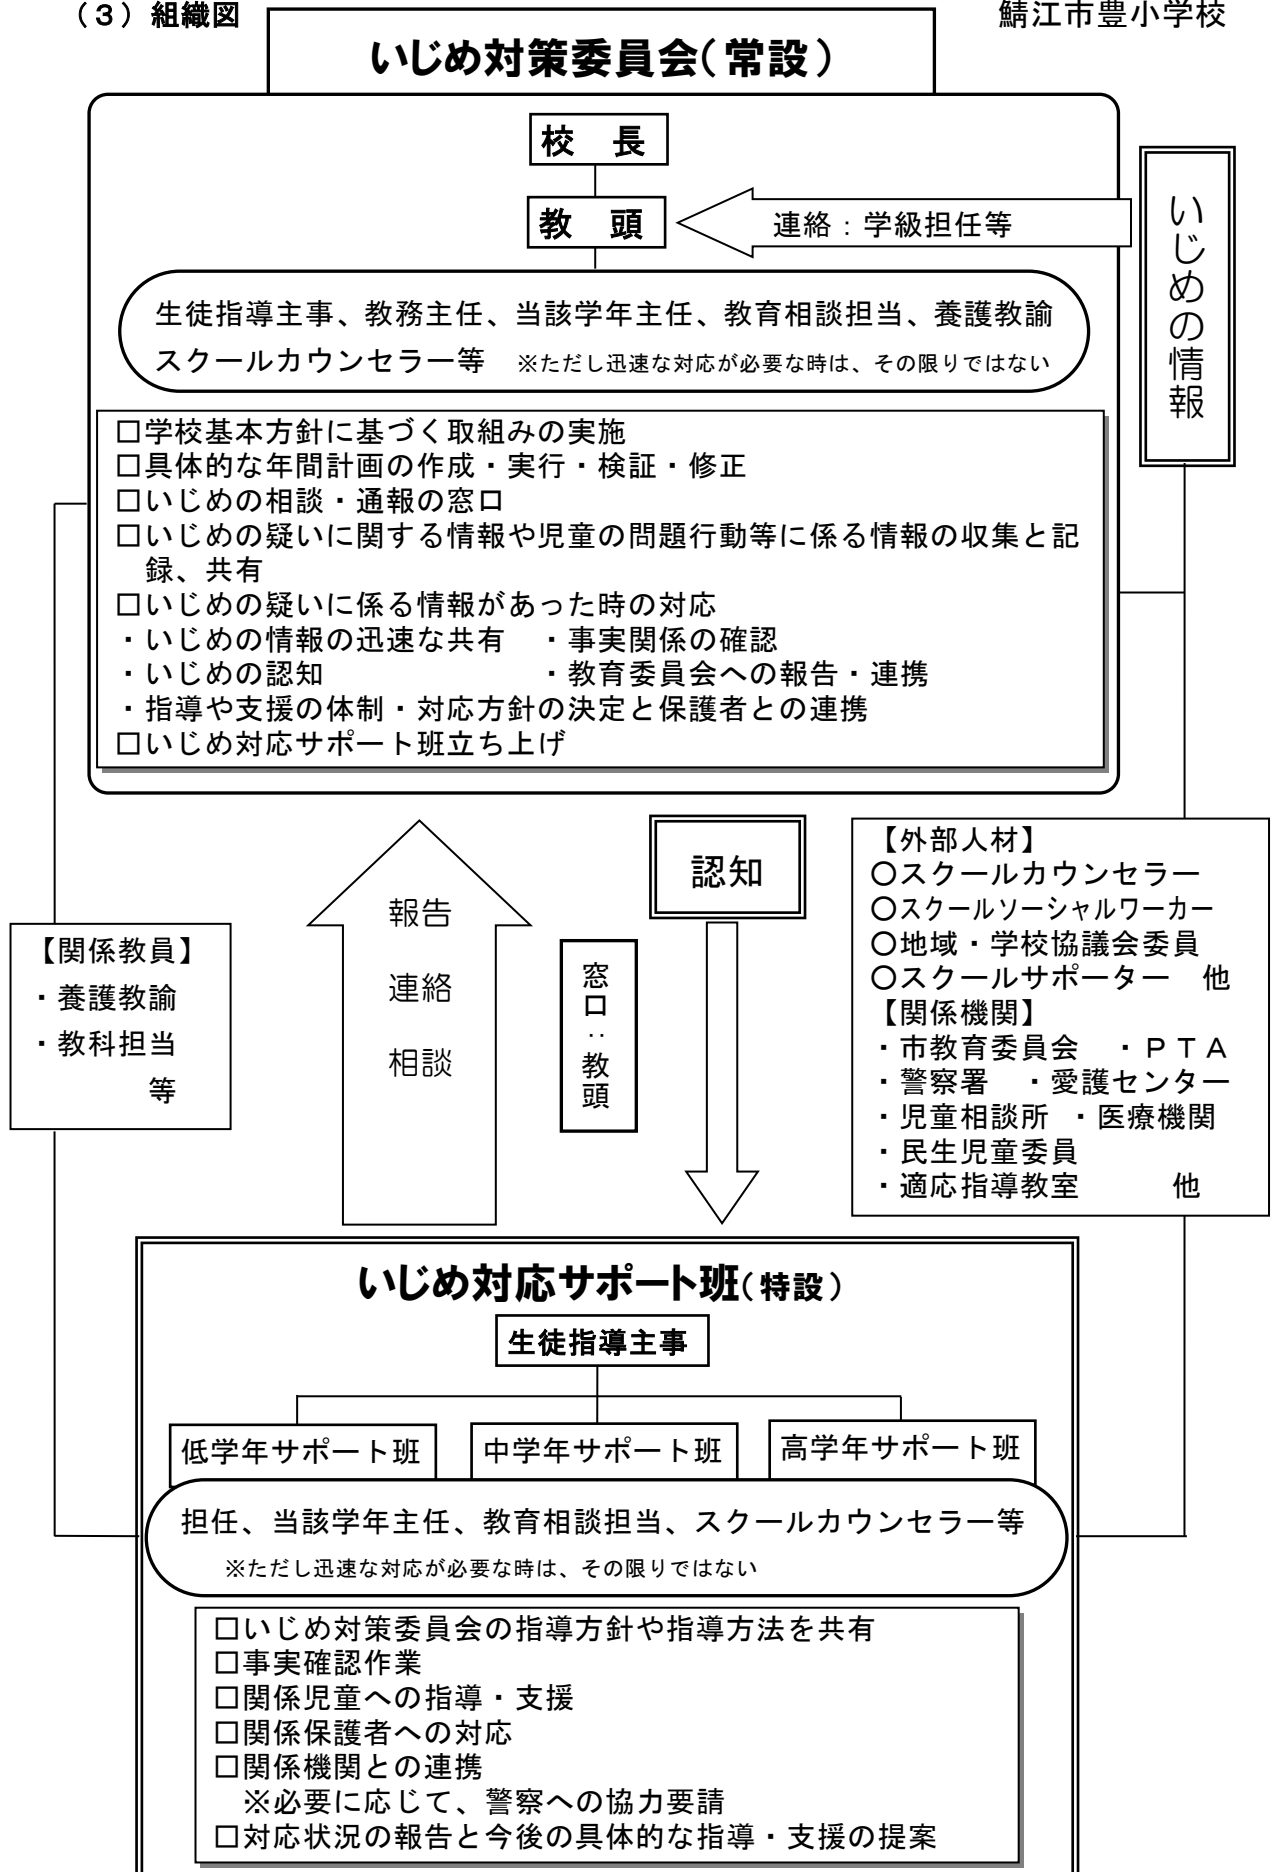 （３）組織図
鯖江市豊小学校
いじめ対策委員会（常設）
校　長
教　頭
連絡：学級担任等
いじめの情報
生徒指導主事、教務主任、当該学年主任、教育相談担当、養護教諭
スクールカウンセラー等　※ただし迅速な対応が必要な時は、その限りではない
□学校基本方針に基づく取組みの実施
□具体的な年間計画の作成・実行・検証・修正
□いじめの相談・通報の窓口
□いじめの疑いに関する情報や児童の問題行動等に係る情報の収集と記
録、共有
□いじめの疑いに係る情報があった時の対応
・いじめの情報の迅速な共有　・事実関係の確認
・いじめの認知　・教育委員会への報告・連携
・指導や支援の体制・対応方針の決定と保護者との連携
□いじめ対応サポート班立ち上げ
【関係教員】
・養護教諭
・教科担当
等
報告
連絡
相談
窓口：教頭
認知
【外部人材】
○スクールカウンセラー
○スクールソーシャルワーカー
○地域・学校協議会委員
○スクールサポーター　他
【関係機関】
・市教育委員会　・ＰＴＡ
・警察署　・愛護センター
・児童相談所　・医療機関
・民生児童委員
・適応指導教室　他
いじめ対応サポート班（特設）
生徒指導主事
低学年サポート班
中学年サポート班
高学年サポート班
担任、当該学年主任、教育相談担当、スクールカウンセラー等
※ただし迅速な対応が必要な時は、その限りではない
□いじめ対策委員会の指導方針や指導方法を共有
□事実確認作業
□関係児童への指導・支援
□関係保護者への対応
□関係機関との連携
※必要に応じて、警察への協力要請
□対応状況の報告と今後の具体的な指導・支援の提案